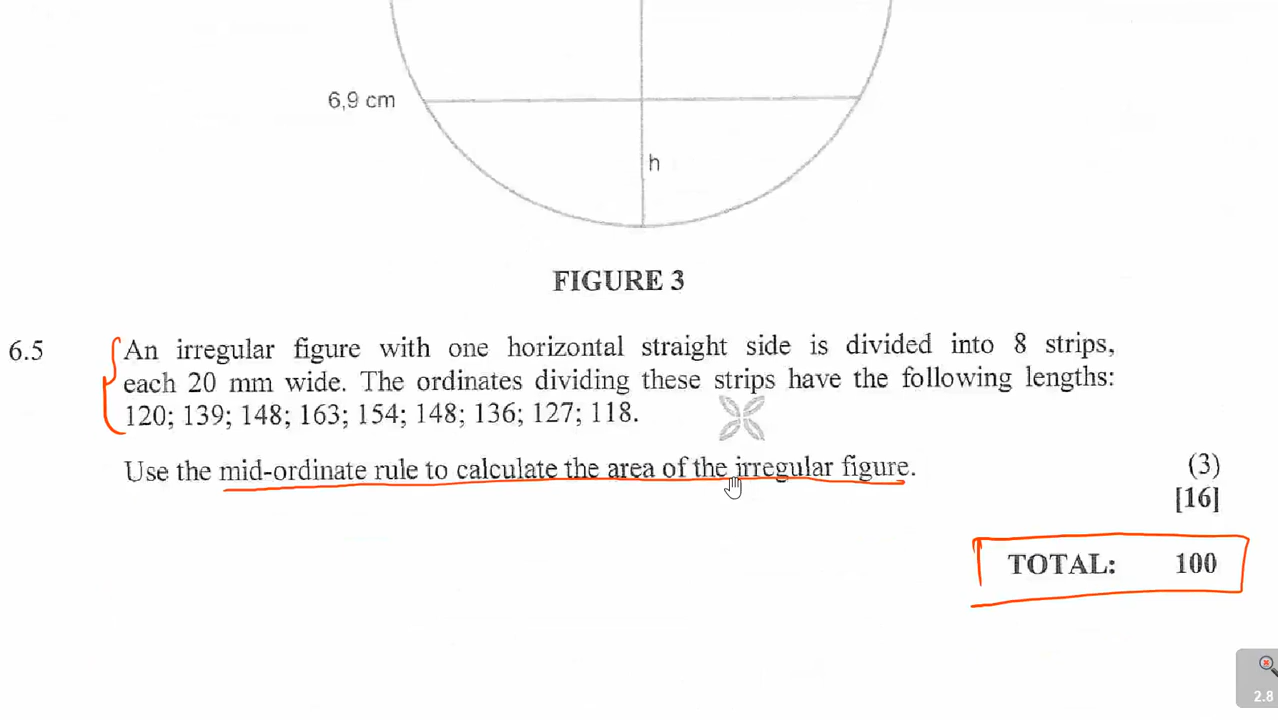 6,9 cm
h
FIGURE 3
6.5 An irregular figure with one horizontal straight side is divided into 8 strips,
each 20 mm wide. The ordinates dividing these strips have the following lengths:
120; 139; 148; 163; 154; 148; 136; 127; 118.
Use the mid-ordinate rule to calculate the area of the irregular figure. (3)
[16]
TOTAL: 100
2.8